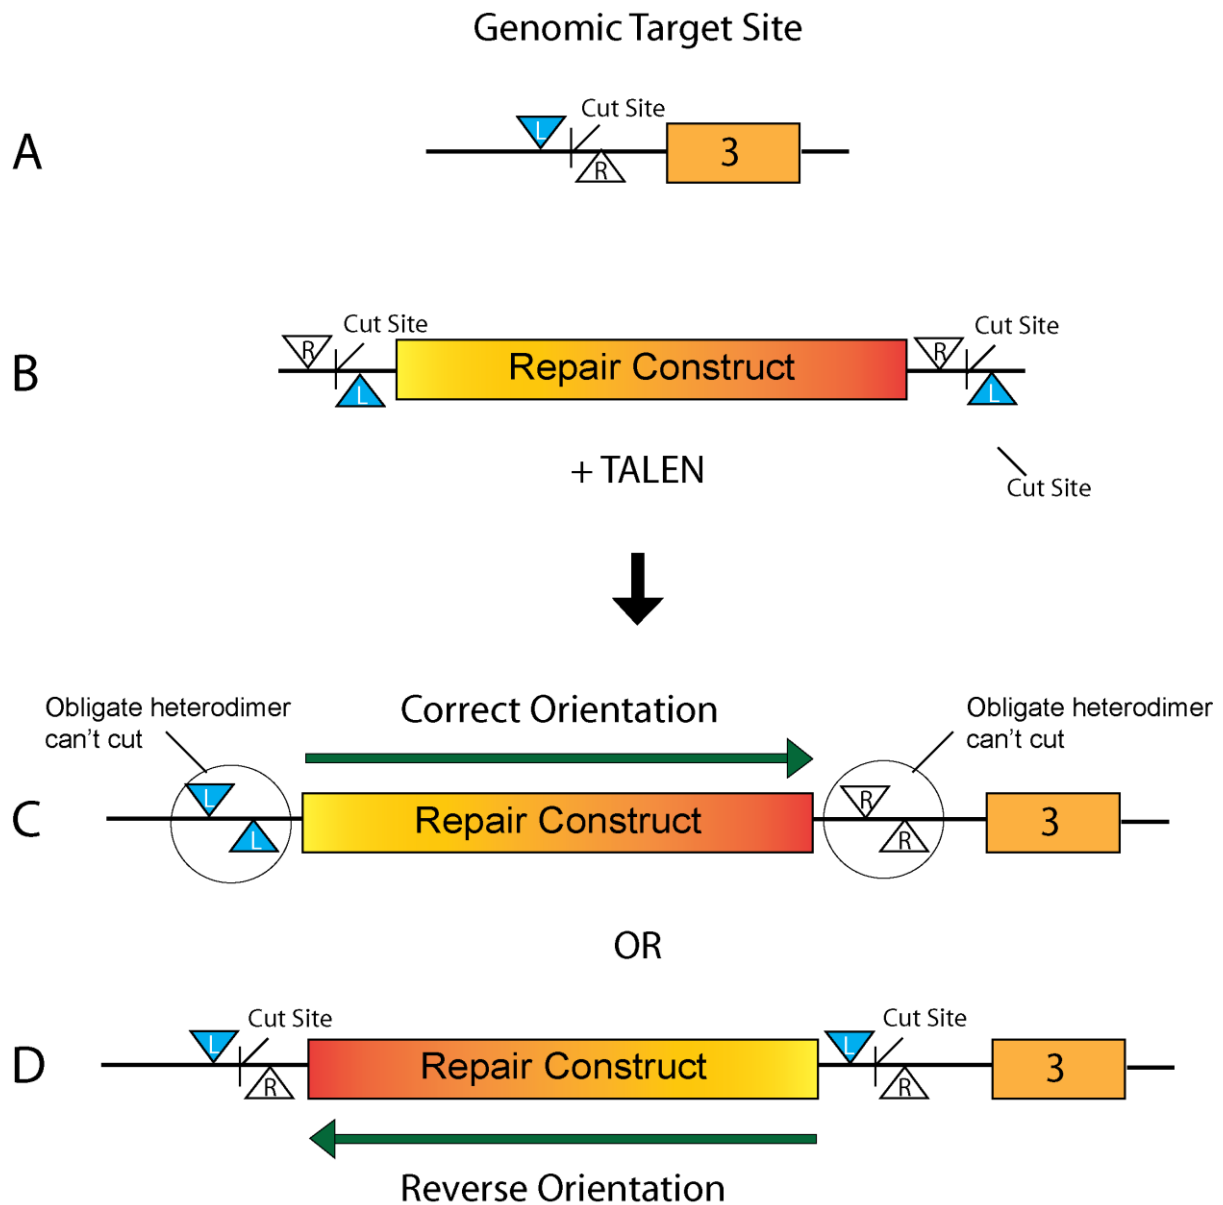 Genomic Target Site
A
L
Cut Site
R
3
B
R
Cut Site
L
Repair Construct
R
Cut Site
L
+ TALEN
Cut Site
Obligate heterodimer
can't cut
Correct Orientation
Obligate heterodimer
can't cut
C
L
L
Repair Construct
R
R
3
OR
D
L
Cut Site
R
Repair Construct
L
Cut Site
R
3
Reverse Orientation